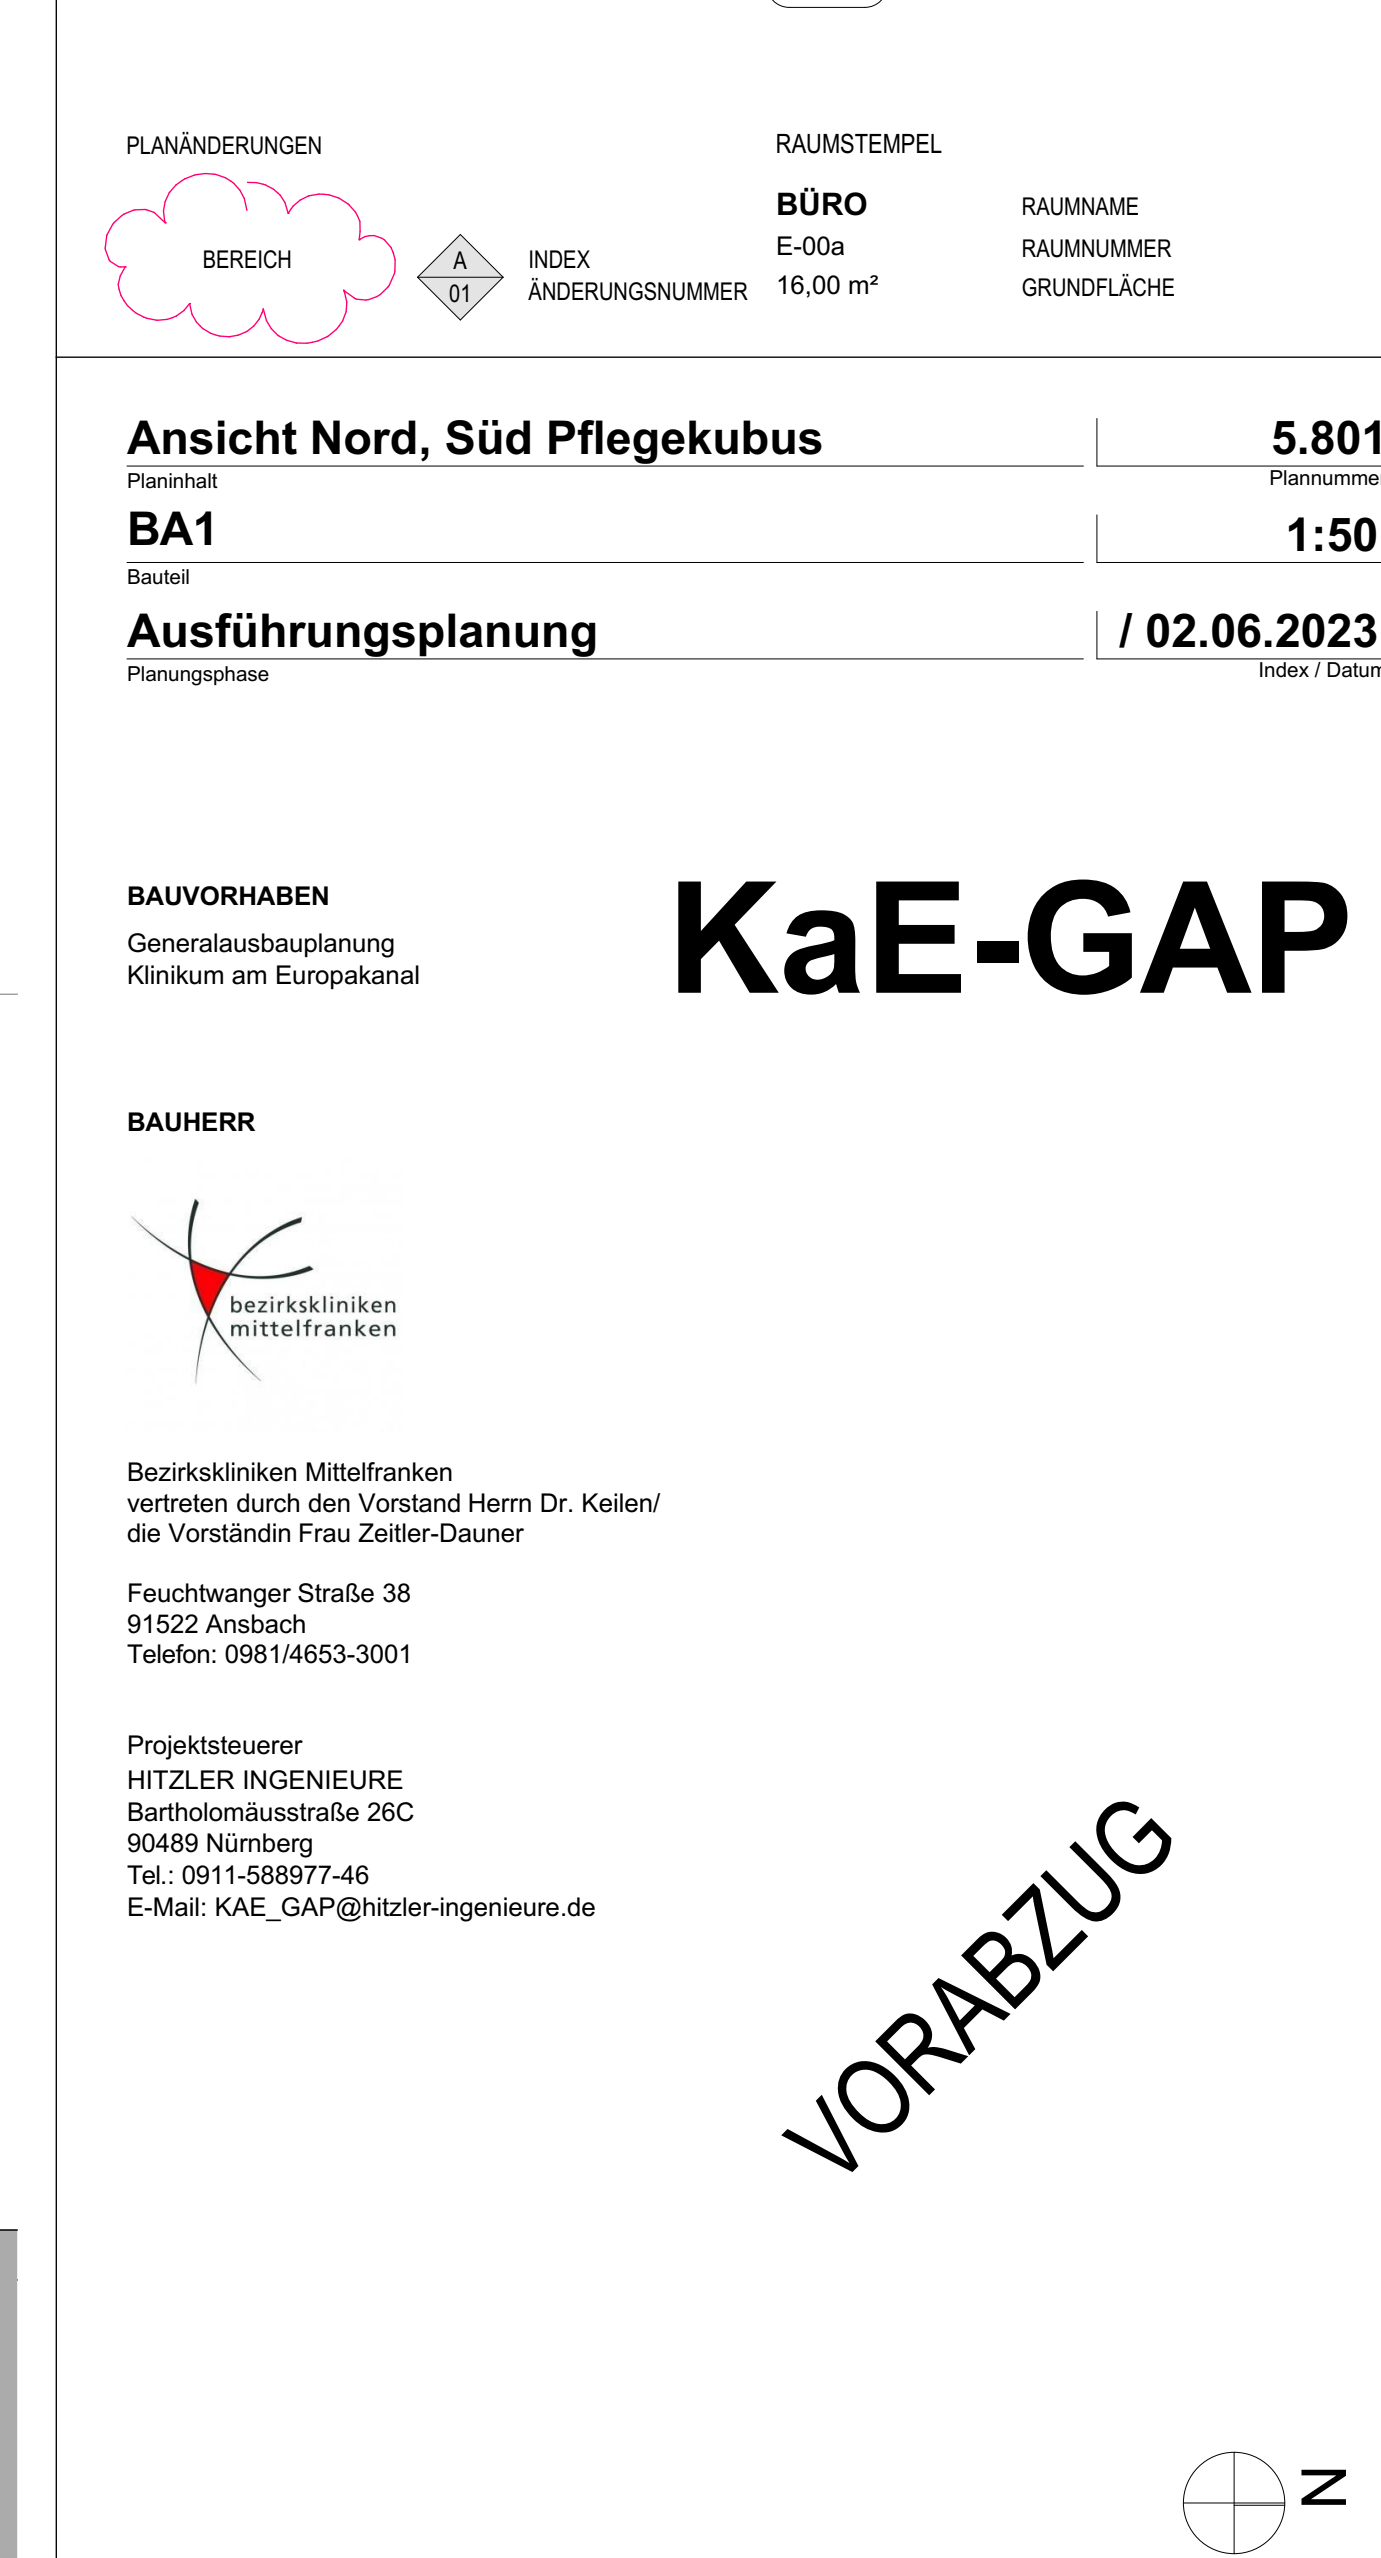 PLANÄNDERUNGEN
BEREICH
A
01
INDEX
ÄNDERUNGSNUMMER
RAUMSTEMPEL
BÜRO
RAUMNAME
E-00a
RAUMNUMMER
16,00 m²
GRUNDFLÄCHE
Ansicht Nord, Süd Pflegekubus
5.801
Planinhalt
Plannummer
BA1
1:50
Bauteil
Ausführungsplanung
/ 02.06.2023
Planungsphase
Index / Datum
BAUVORHABEN
Generalausbauplanung
Klinikum am Europakanal
KaE-GAP
BAUHERR
bezirkskliniken
mittelfranken
Bezirkskliniken Mittelfranken
vertreten durch den Vorstand Herrn Dr. Keilen/
die Vorständin Frau Zeitler-Dauner
Feuchtwanger Straße 38
91522 Ansbach
Telefon: 0981/4653-3001
Projektsteuerer
HITZLER INGENIEURE
Bartholomäusstraße 26C
90489 Nürnberg
Tel.: 0911-588977-46
E-Mail: KAE_GAP@hitzler-ingenieure.de
VORABZUG
N